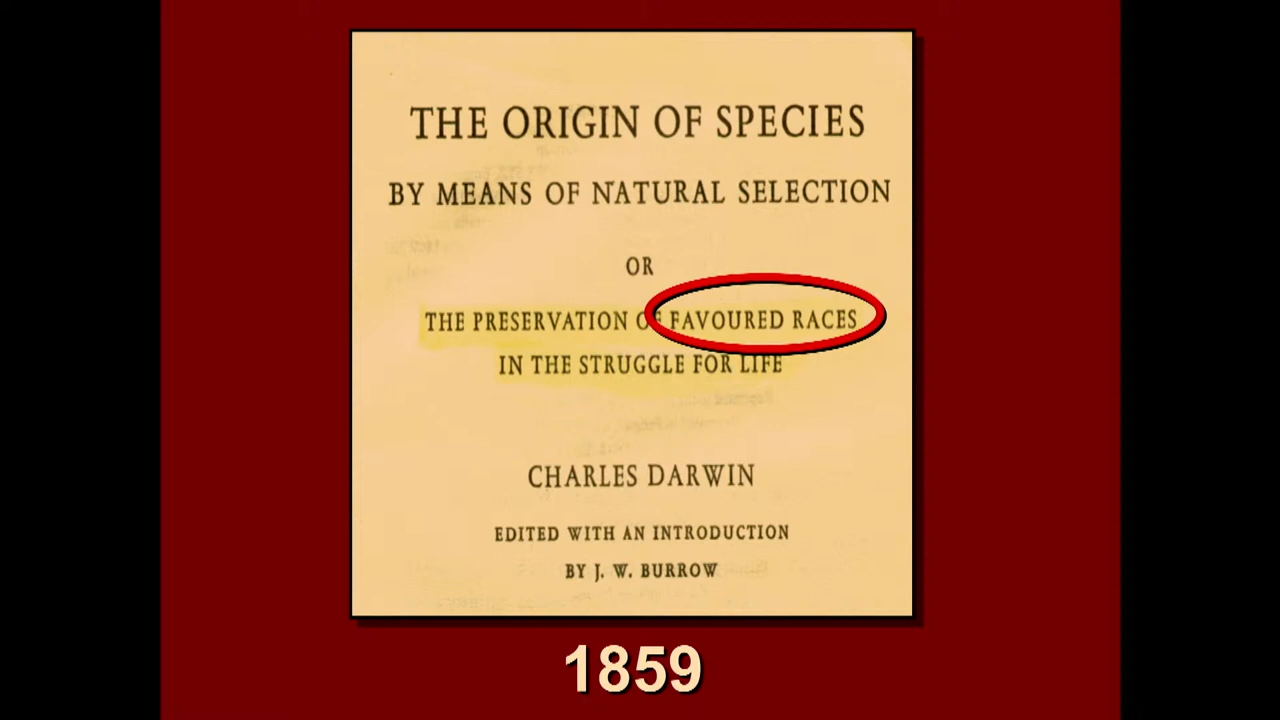 THE ORIGIN OF SPECIES
BY MEANS OF NATURAL SELECTION
OR
THE PRESERVATION OF FAVOURED RACES
IN THE STRUGGLE FOR LIFE
CHARLES DARWIN
EDITED WITH AN INTRODUCTION
BY J. W. BURROW
1859